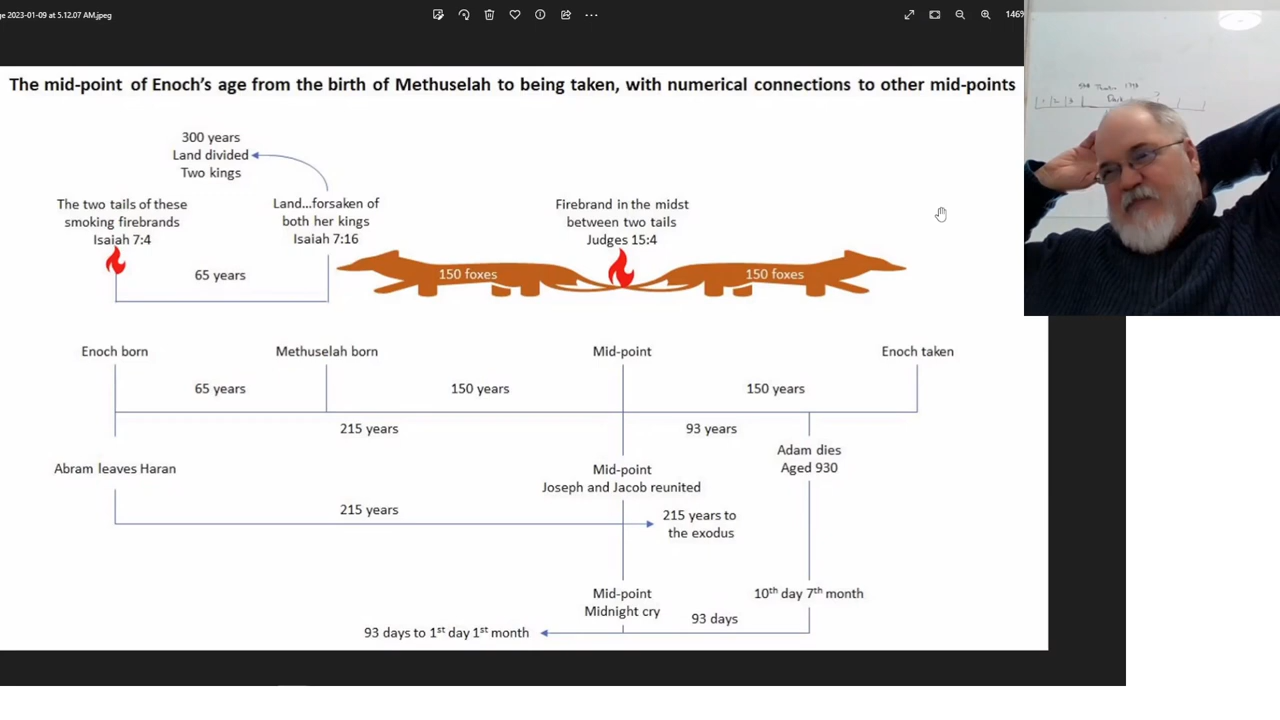 ge 2023-01-09 at 5.12.07 AM.jpeg
146%
The mid-point of Enoch's age from the birth of Methuselah to being taken, with numerical connections to other mid-points
300 years
Land divided
Two kings
The two tails of these
smoking firebrands
Isaiah 7:4
Land...forsaken of
both her kings
Isaiah 7:16
Firebrand in the midst
between two tails
Judges 15:4
65 years
150 foxes
150 foxes
Enoch born
Methuselah born
Mid-point
Enoch taken
65 years
150 years
150 years
215 years
93 years
Abram leaves Haran
Mid-point
Joseph and Jacob reunited
Adam dies
Aged 930
215 years
215 years to
the exodus
Mid-point
Midnight cry
10th day 7th month
93 days
93 days to 1st day 1st month
1 2 3
Dark